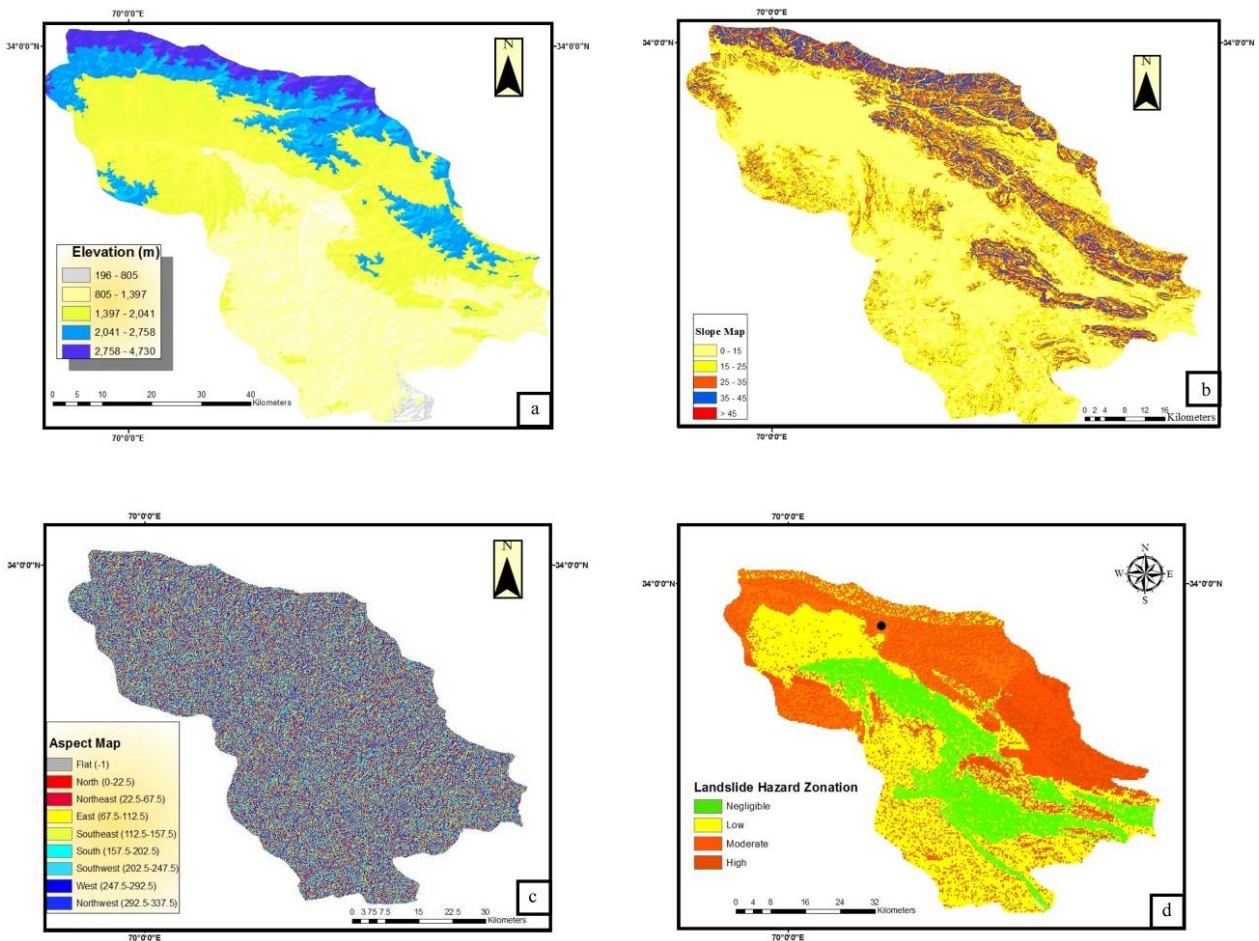 70°0'0"E
34°0'0"N
N
Elevation (m)
196 - 805
805 - 1,397
1,397 - 2,041
2,041 - 2,758
2,758 - 4,730
0 5 10 20 30 40
Kilometers
a
70°0'0"E
70°0'0"E
34°0'0"N
34°0'0"N
N
Slope Map
0 - 15
15 - 25
25 - 35
35 - 45
> 45
0 2 4 8 12 16
Kilometers
b
70°0'0"E
70°0'0"E
34°0'0"N
34°0'0"N
N
Aspect Map
Flat (-1)
North (0-22.5)
Northeast (22.5-67.5)
East (67.5-112.5)
Southeast (112.5-157.5)
South (157.5-202.5)
Southwest (202.5-247.5)
West (247.5-292.5)
Northwest (292.5-337.5)
0 3.75 7.5 15 22.5 30
Kilometers
c
70°0'0"E
70°0'0"E
34°0'0"N
N
W E
S
Landslide Hazard Zonation
Negligible
Low
Moderate
High
0 4 8 16 24 32
Kilometers
d
70°0'0"E